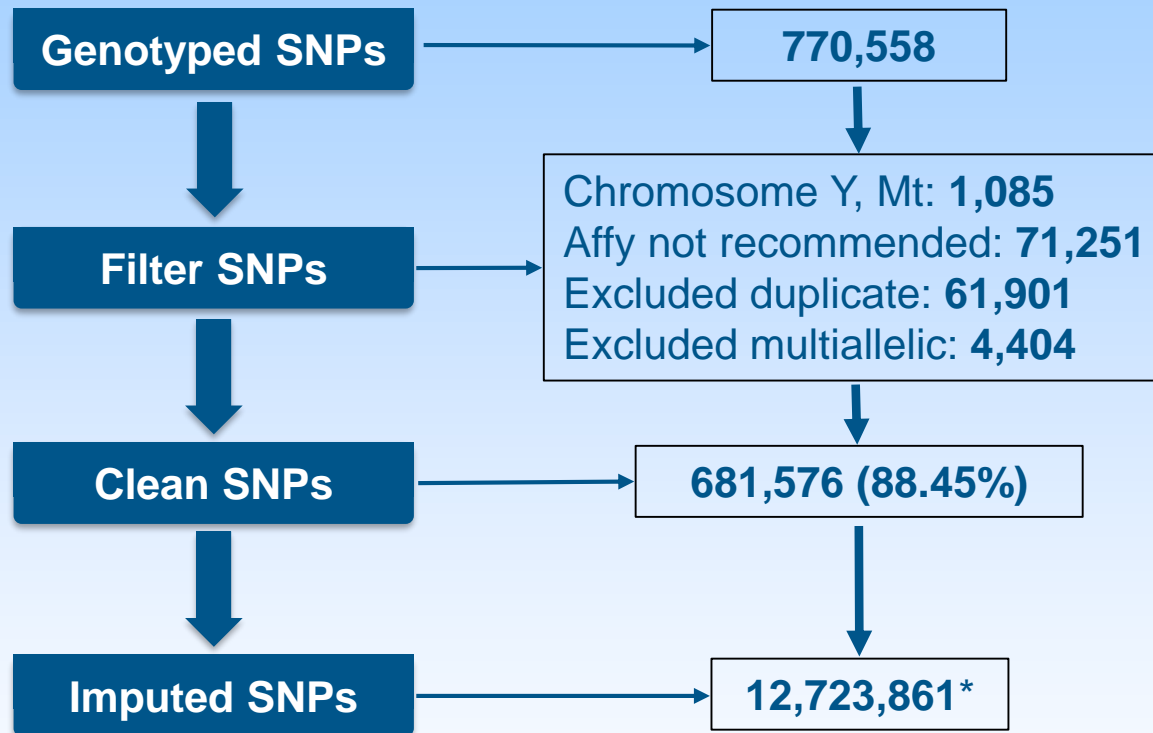 Genotyped SNPs
770,558
Filter SNPs
Chromosome Y, Mt: 1,085
Affy not recommended: 71,251
Excluded duplicate: 61,901
Excluded multiallelic: 4,404
Clean SNPs
681,576 (88.45%)
Imputed SNPs
12,723,861*